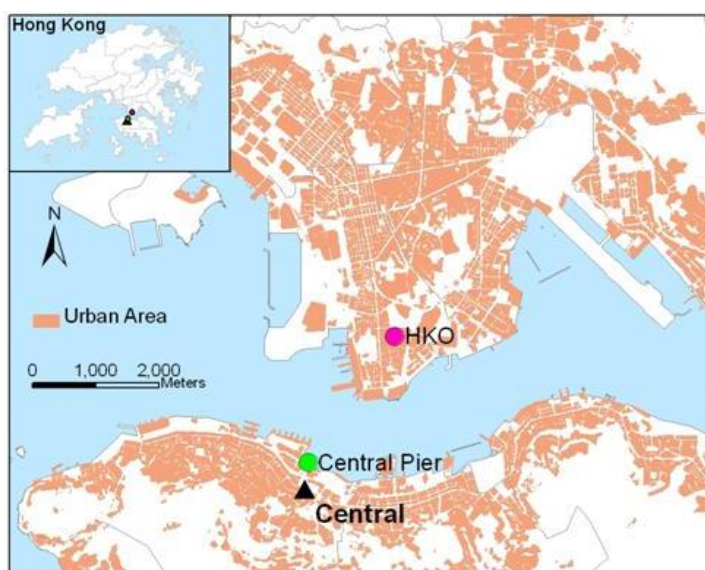 Hong Kong
N
Urban Area
0 1,000 2,000
Meters
HKO
Central Pier
Central